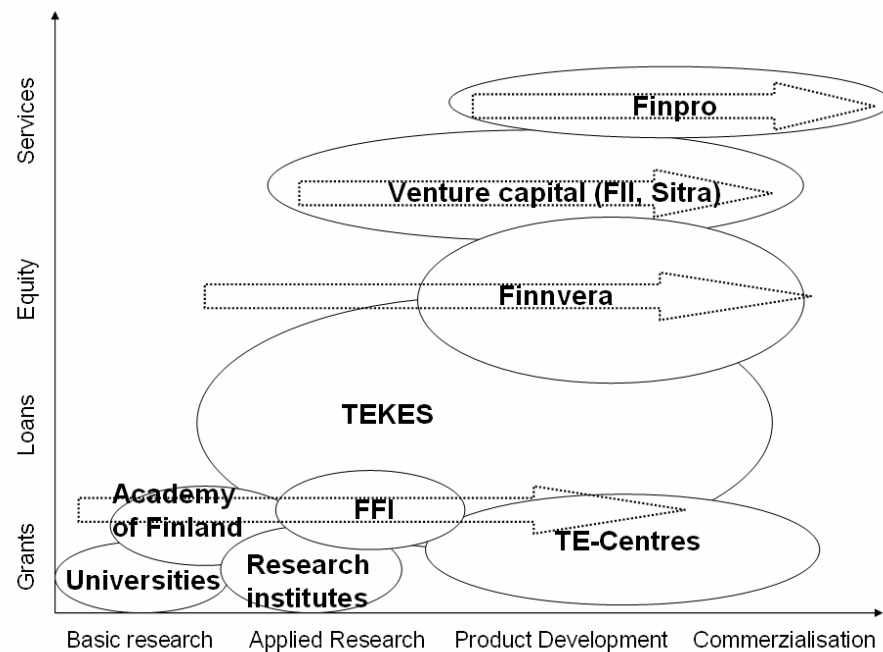 Services
Finpro
Venture capital (FII, Sitra)
Equity
Finnvera
Loans
TEKES
Grants
Academy
of Finland
FFI
TE-Centres
Universities
Research
institutes
Basic research
Applied Research
Product Development
Commerzialisation